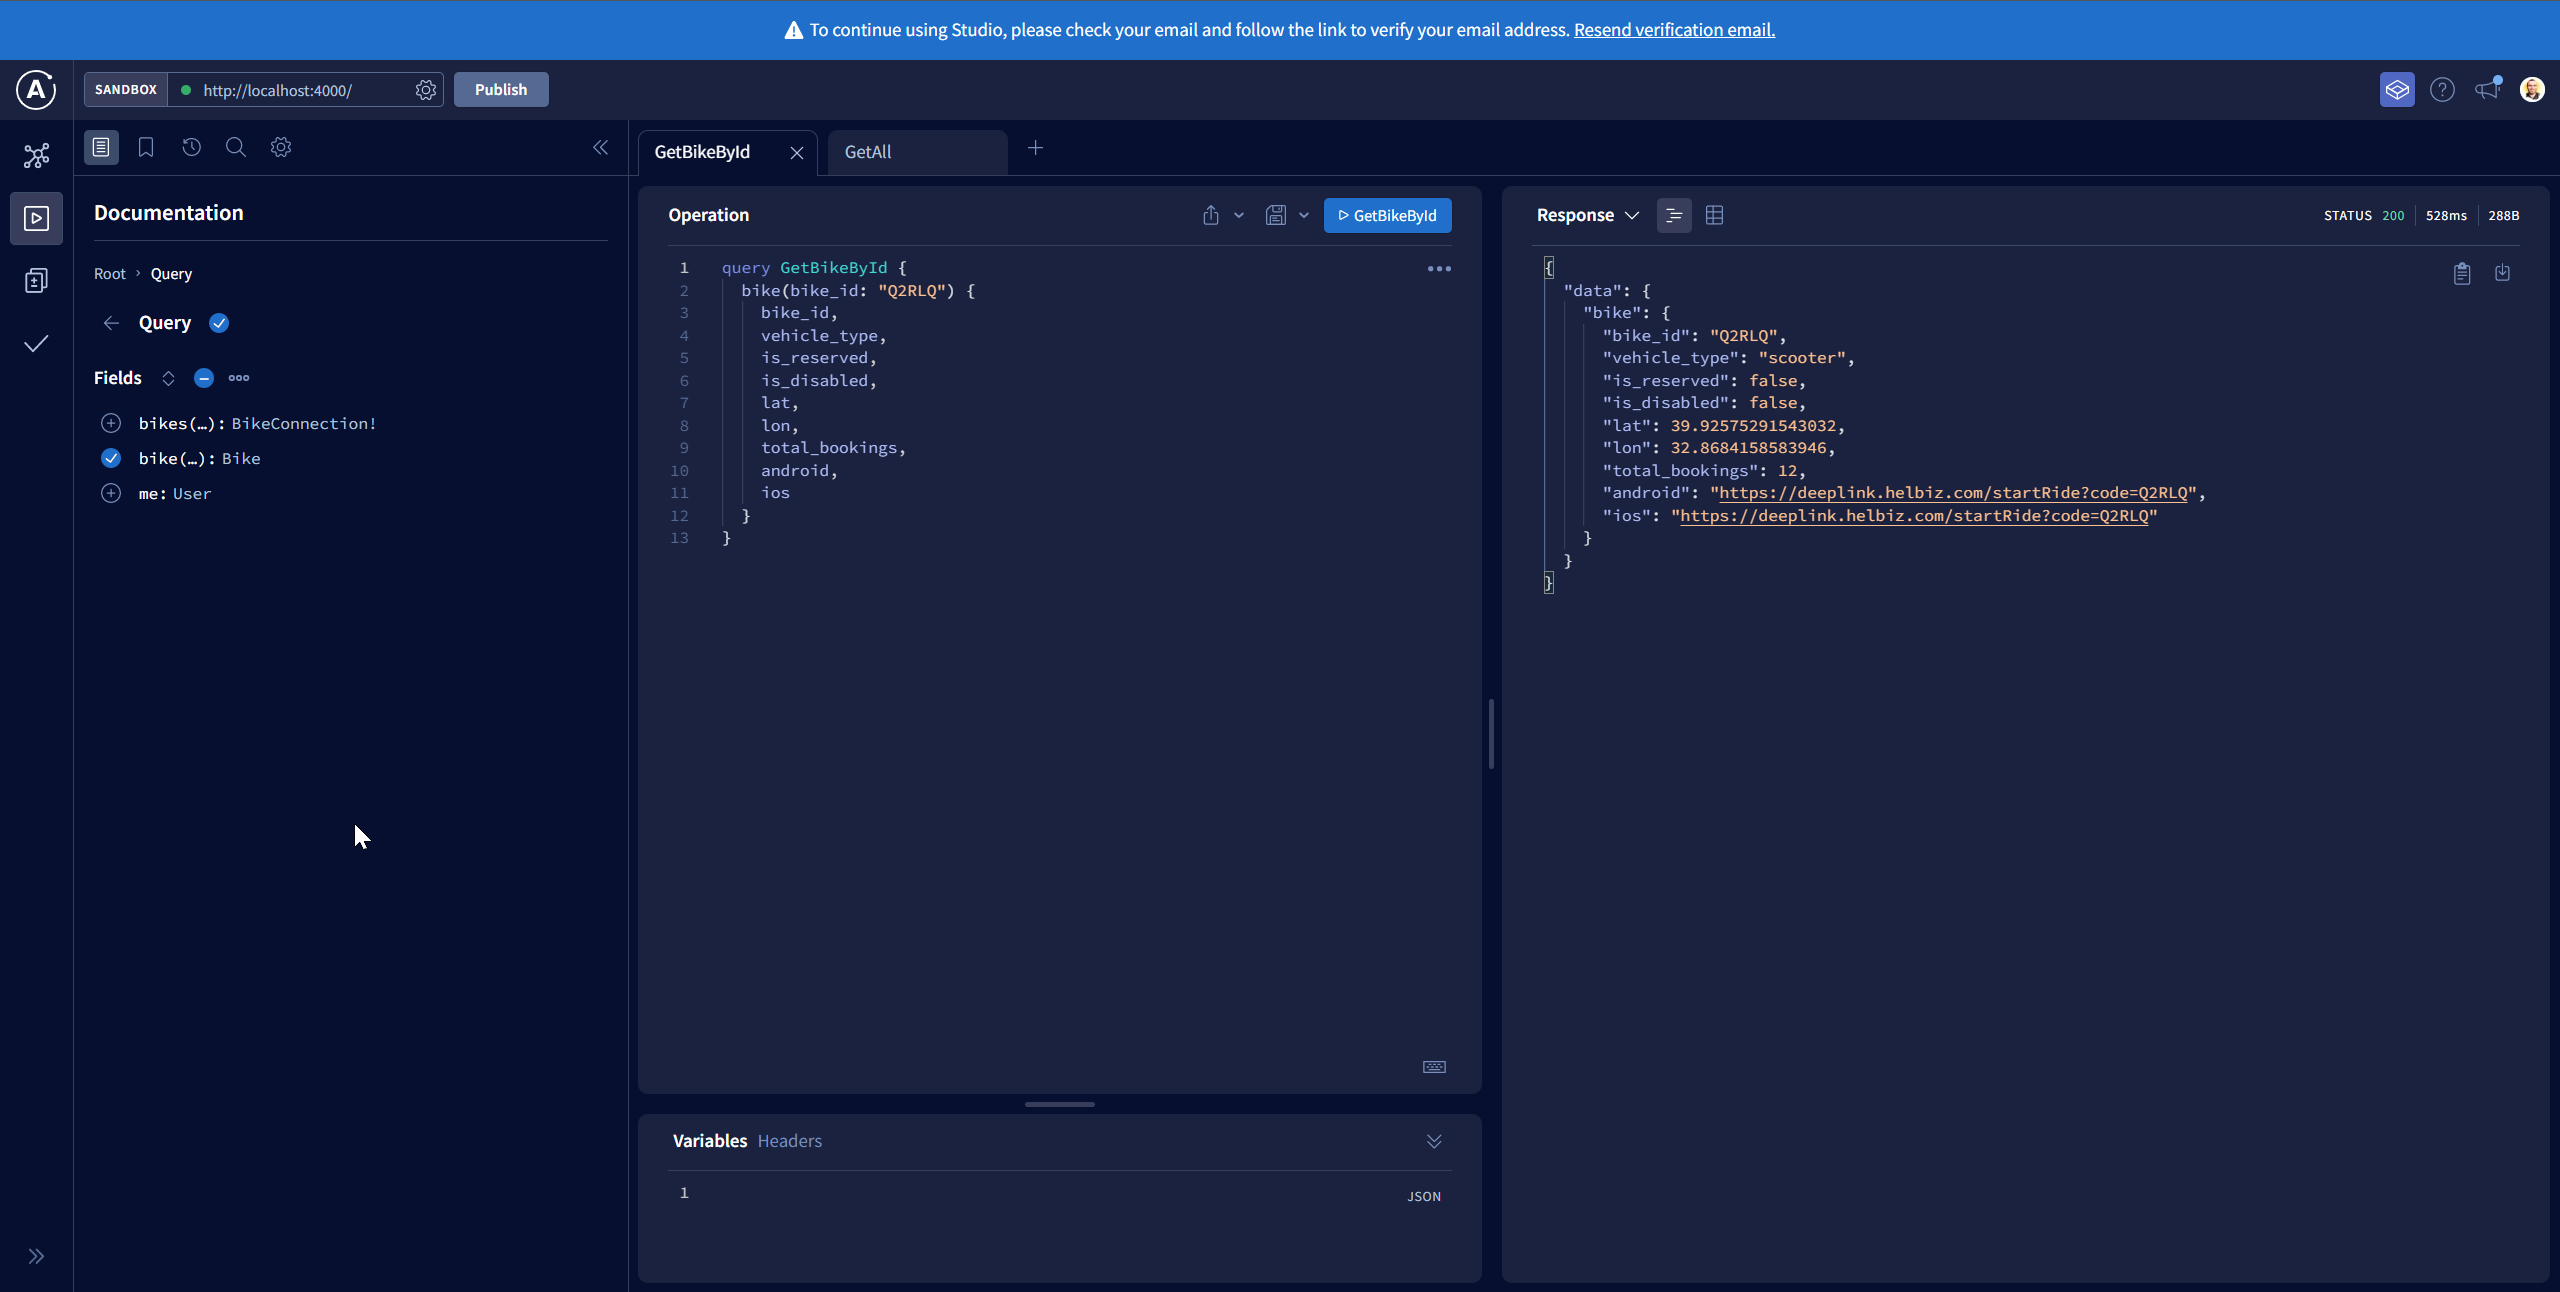 To continue using Studio, please check your email and follow the link to verify your email address. Resend verification email.
A SANDBOX http://localhost:4000/ Publish
GetBikeById GetAll
Documentation
Root › Query
Query
Fields
bikes(…): BikeConnection!
bike(…): Bike
me: User
Operation GetBikeById
1 query GetBikeById {
2 bike(bike_id: "Q2RLQ") {
3 bike_id,
4 vehicle_type,
5 is_reserved,
6 is_disabled,
7 lat,
8 lon,
9 total_bookings,
10 android,
11 ios
12 }
13 }
Variables Headers
1 JSON
Response STATUS 200 528ms 288B
{
"data": {
"bike": {
"bike_id": "Q2RLQ",
"vehicle_type": "scooter",
"is_reserved": false,
"is_disabled": false,
"lat": 39.92575291543032,
"lon": 32.8684158583946,
"total_bookings": 12,
"android": "https://deeplink.helbiz.com/startRide?code=Q2RLQ",
"ios": "https://deeplink.helbiz.com/startRide?code=Q2RLQ"
}
}
}